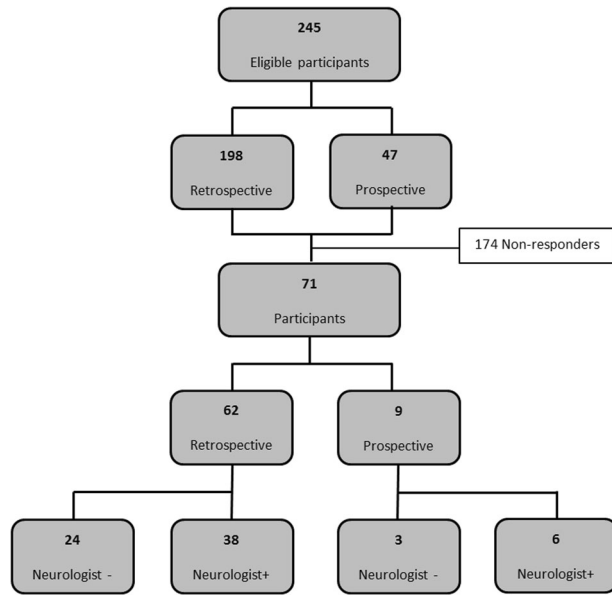 245
Eligible participants
198
Retrospective
47
Prospective
174 Non-responders
71
Participants
62
Retrospective
9
Prospective
24
Neurologist -
38
Neurologist+
3
Neurologist -
6
Neurologist+